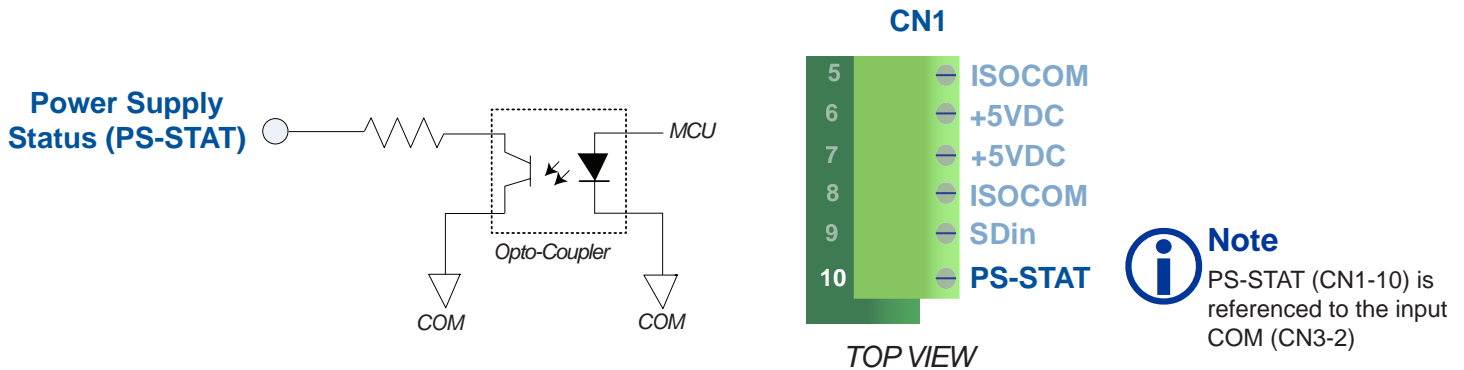 Power Supply
Status (PS-STAT)
MCU
Opto-Coupler
COM
COM
CN1
5 ISOCOM
6 +5VDC
7 +5VDC
8 ISOCOM
9 SDin
10 PS-STAT
TOP VIEW
i
Note
PS-STAT (CN1-10) is
referenced to the input
COM (CN3-2)